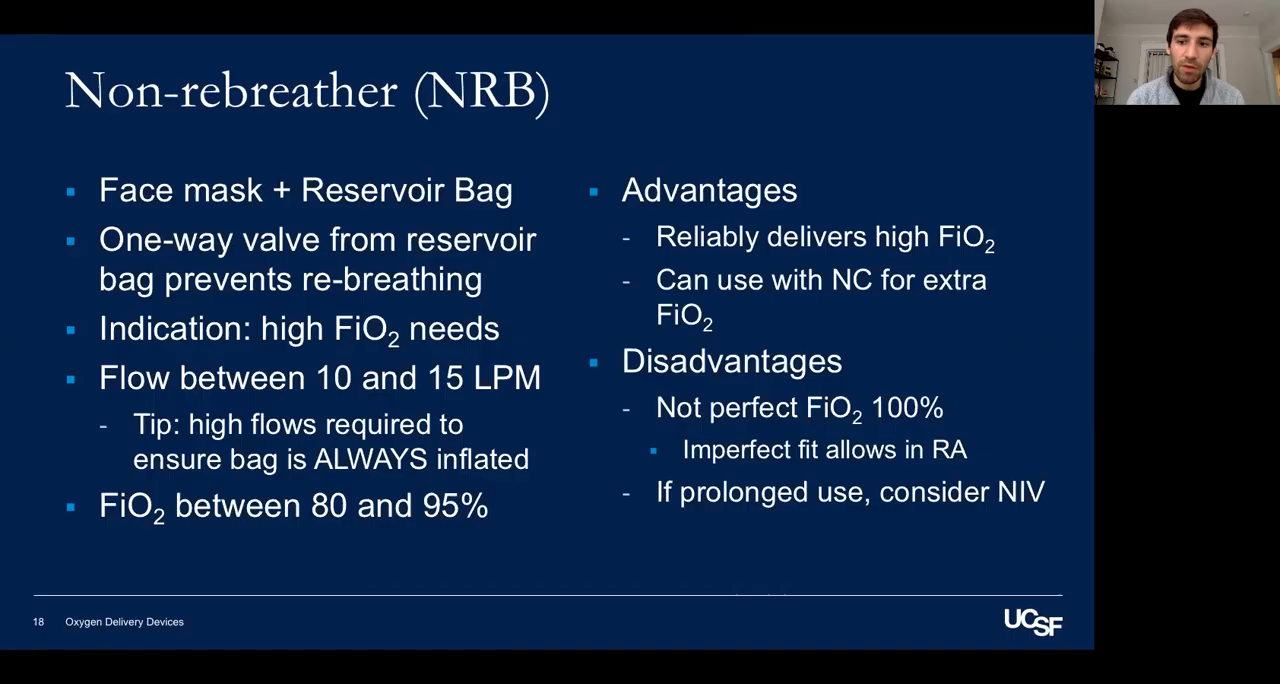 Non-rebreather (NRB)
Face mask + Reservoir Bag
One-way valve from reservoir
bag prevents re-breathing
Indication: high FiO₂ needs
Flow between 10 and 15 LPM
- Tip: high flows required to
ensure bag is ALWAYS inflated
FiO₂ between 80 and 95%
Advantages
- Reliably delivers high FiO₂
- Can use with NC for extra
FiO₂
Disadvantages
- Not perfect FiO₂ 100%
Imperfect fit allows in RA
- If prolonged use, consider NIV
18 Oxygen Delivery Devices
UCSF